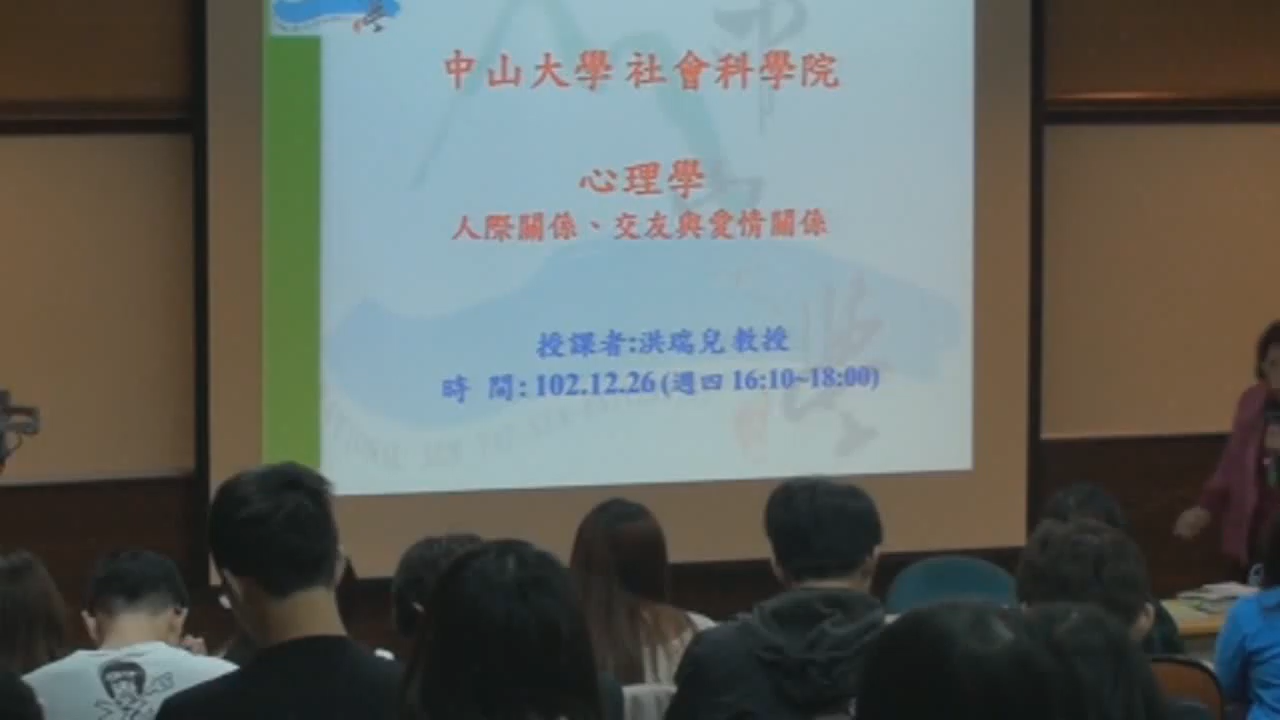 中山大學 社會科學院
心理學
人際關係、交友與愛情關係
授課者:洪瑞兒 教授
時 間: 102.12.26 (週四 16:10~18:00)